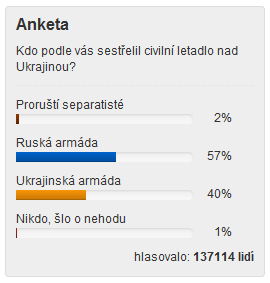 Anketa
Kdo podle vás sestřelil civilní letadlo nad
Ukrajinou?
Proruští separatisté
2%
Ruská armáda
57%
Ukrajinská armáda
40%
Nikdo, šlo o nehodu
1%
hlasovalo: 137114 lidí